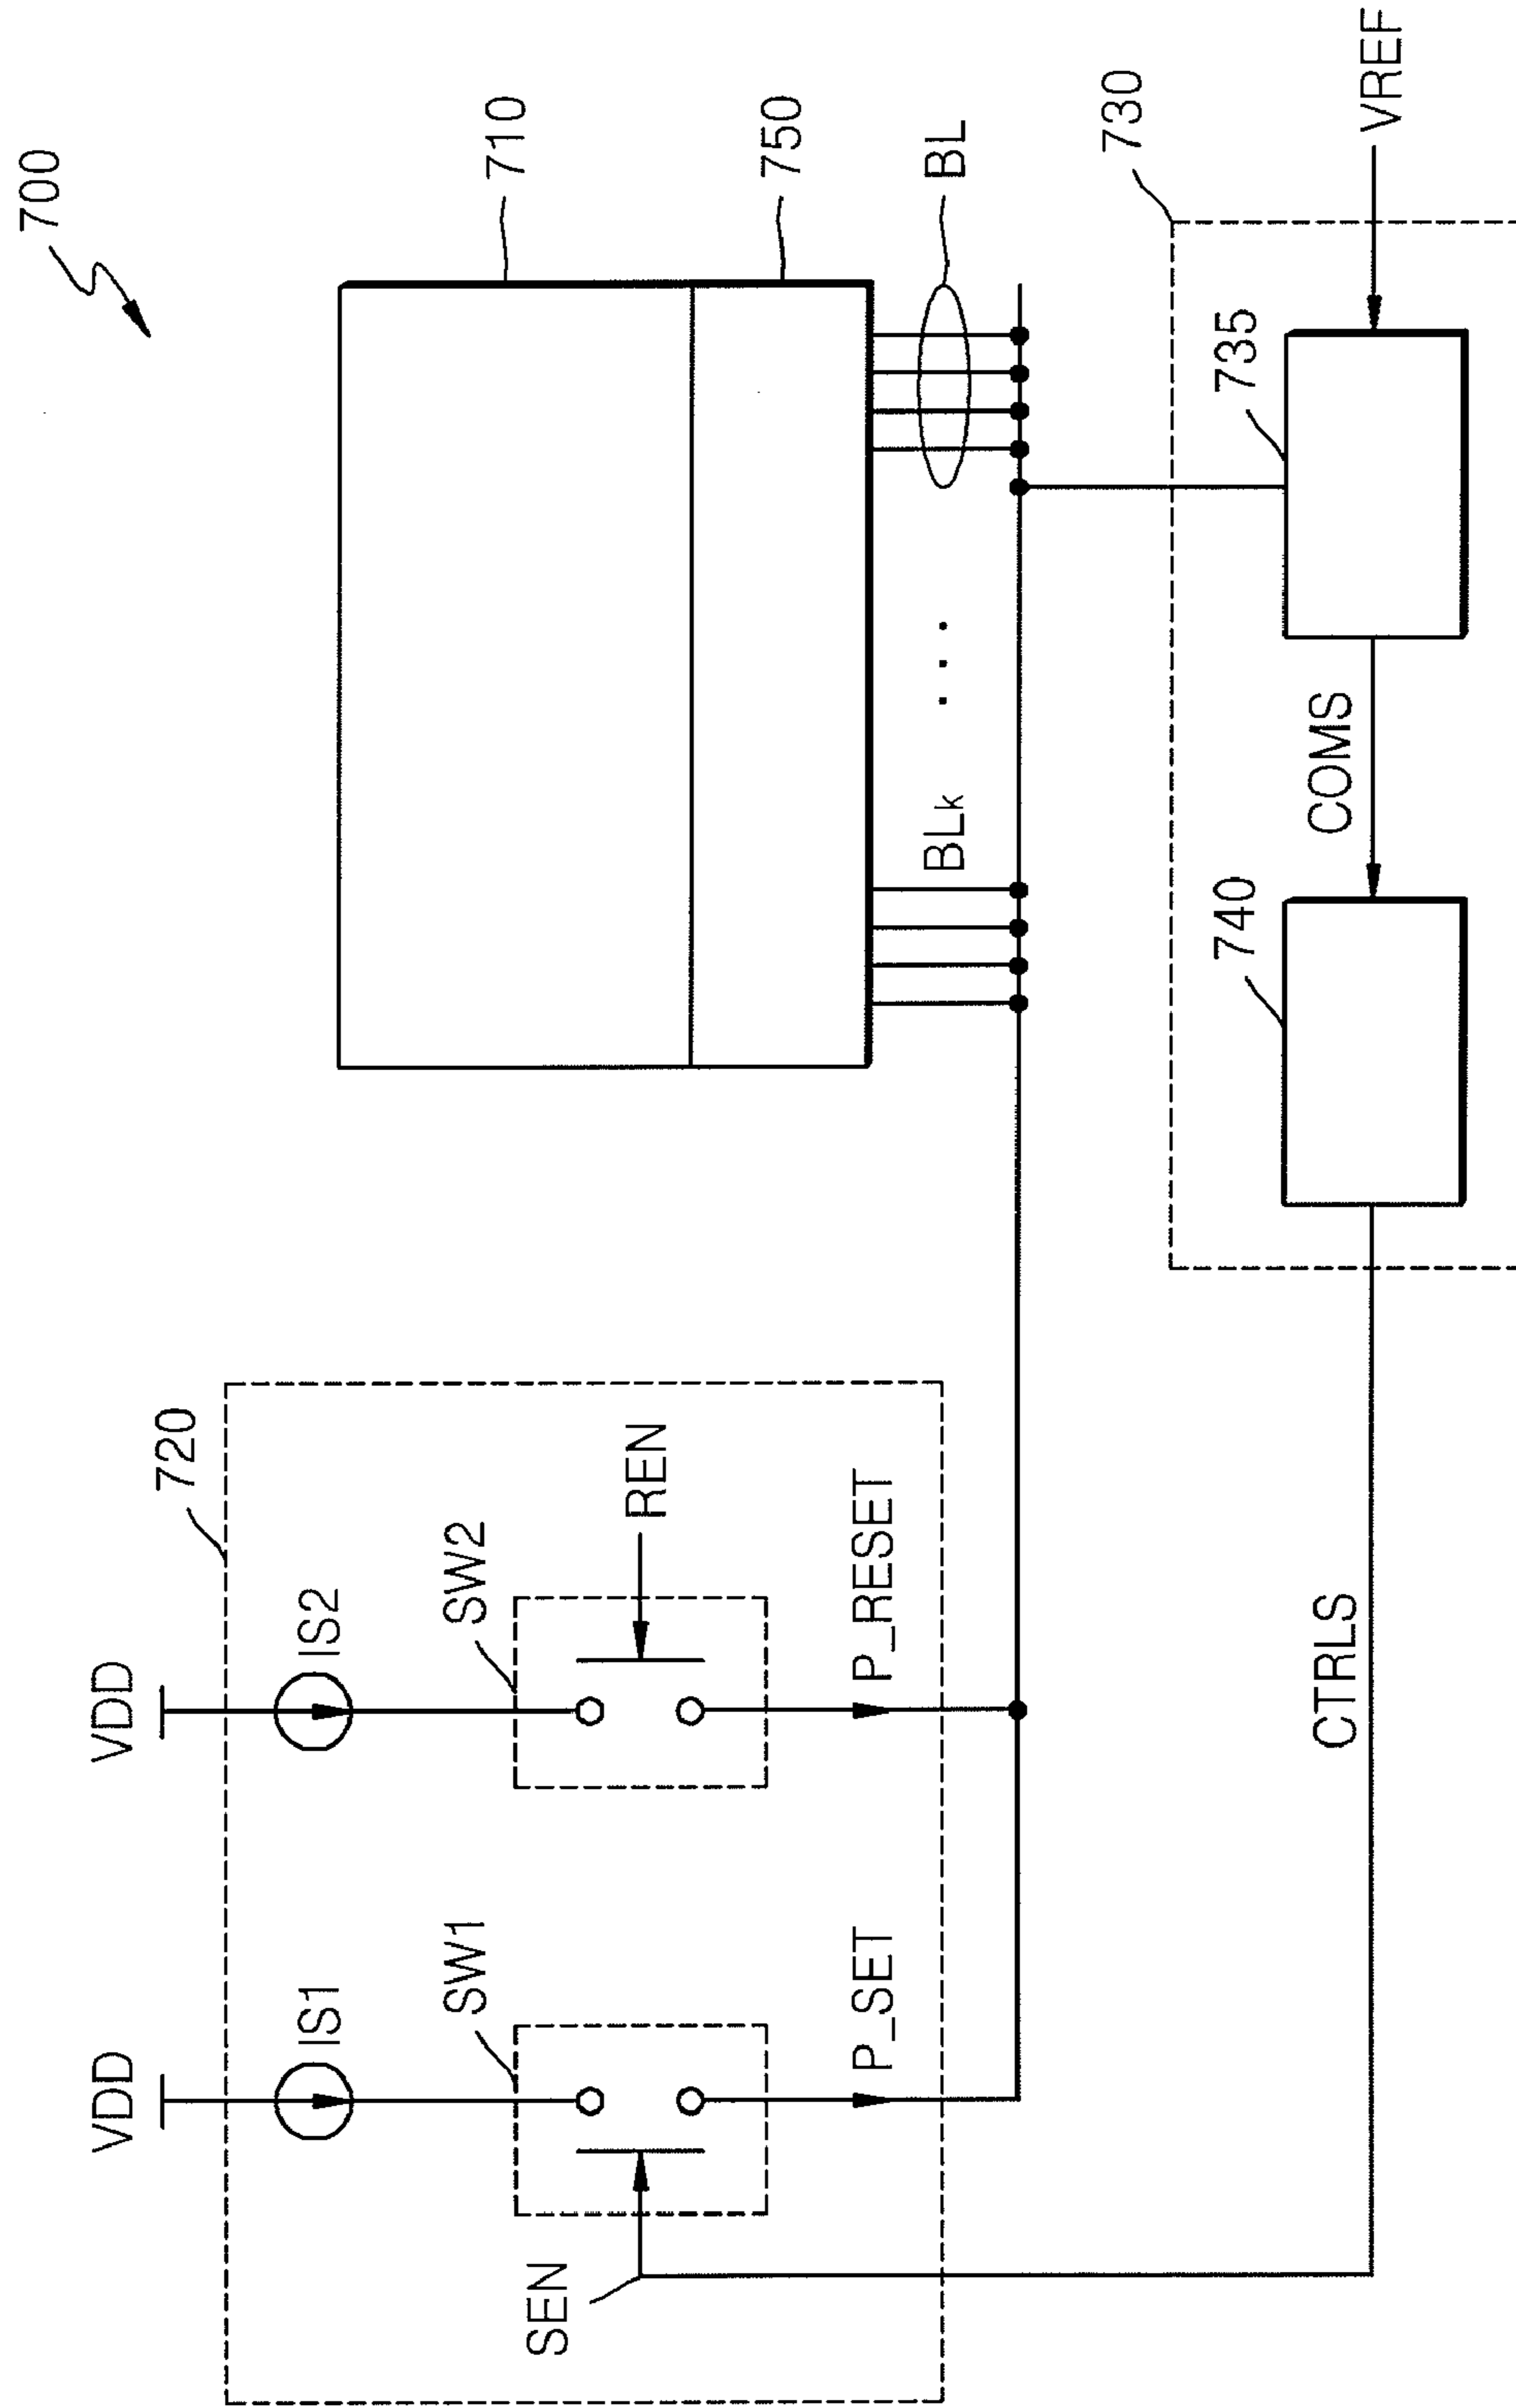 700
710
750
BL
BLk
...
720
VDD
VDD
IS1
IS2
SW1
SW2
SEN
REN
P_SET
P_RESET
730
735
740
VREF
COMS
CTRLS